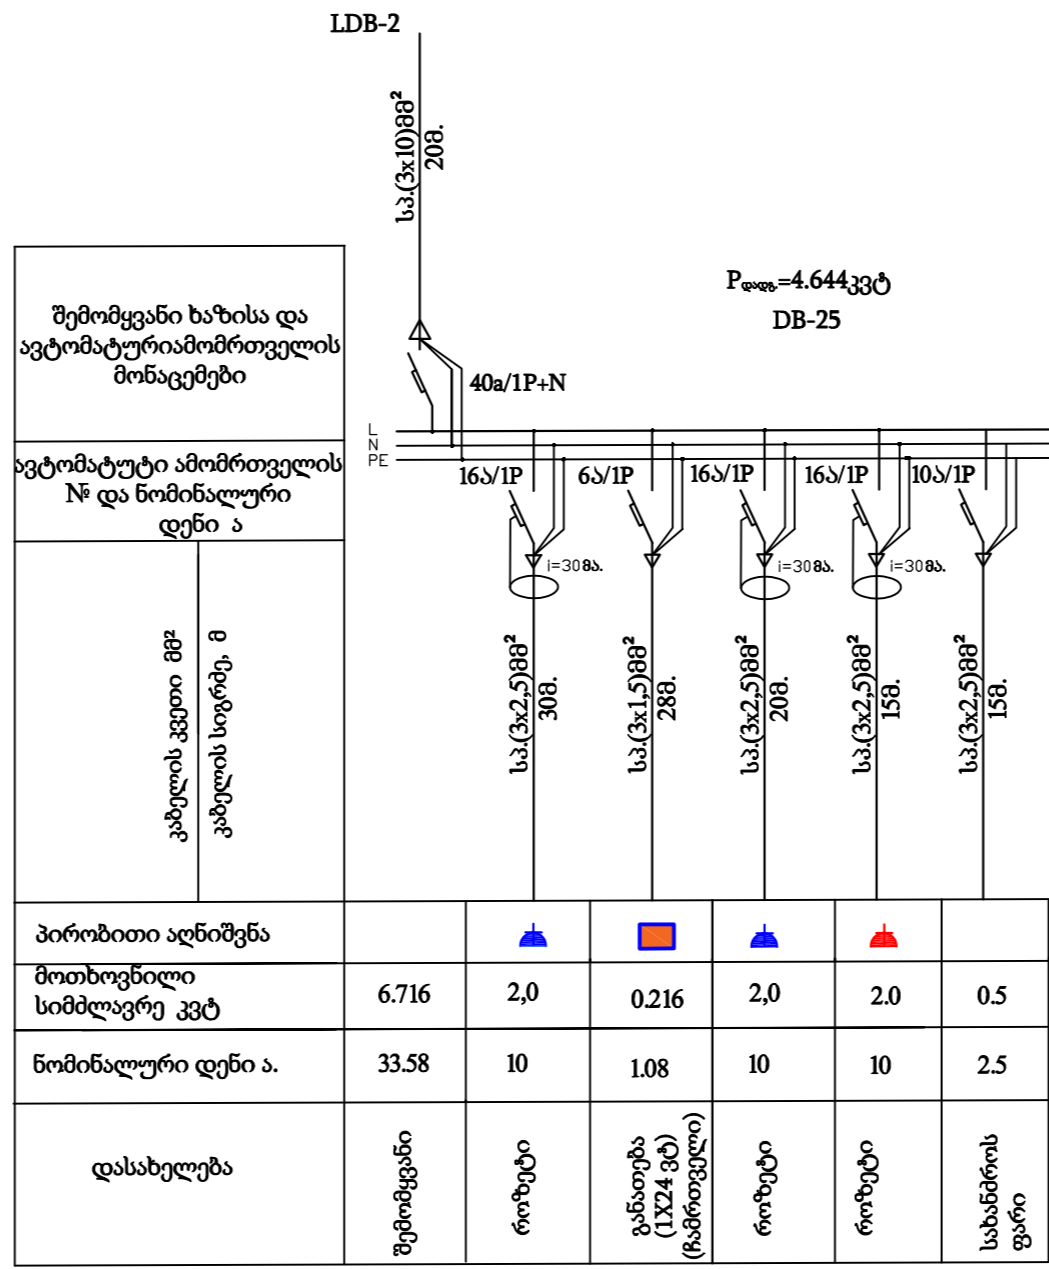 LDB-2
სპ.(3x10)მმ²
20მ.
Pდადგ.=4.644კვტ
DB-25
შემომყვანი ხაზისა და
ავტომატურიამომრთველის
მონაცემები
40a/1P+N
L
N
PE
ავტომატუტი ამომრთველის
№ და ნომინალური
დენი ა
16ა/1P
6ა/1P
16ა/1P
16ა/1P
10ა/1P
i=30მა.
i=30მა.
i=30მა.
კაბელის კვეთი მმ²
კაბელის სიგრძე, მ
სპ.(3x2,5)მმ²
30მ.
სპ.(3x1,5)მმ²
28მ.
სპ.(3x2,5)მმ²
20მ.
სპ.(3x2,5)მმ²
15მ.
სპ.(3x2,5)მმ²
15მ.
პირობითი აღნიშვნა
მოთხოვნილი
სიმძლავრე კვტ
6.716
2,0
0.216
2,0
2.0
0.5
ნომინალური დენი ა.
33.58
10
1.08
10
10
2.5
დასახელება
შემომყვანი
როზეტი
განათება
(1X24 ვტ)
(ჩამრთველი)
როზეტი
როზეტი
სახანძროს
ფარი